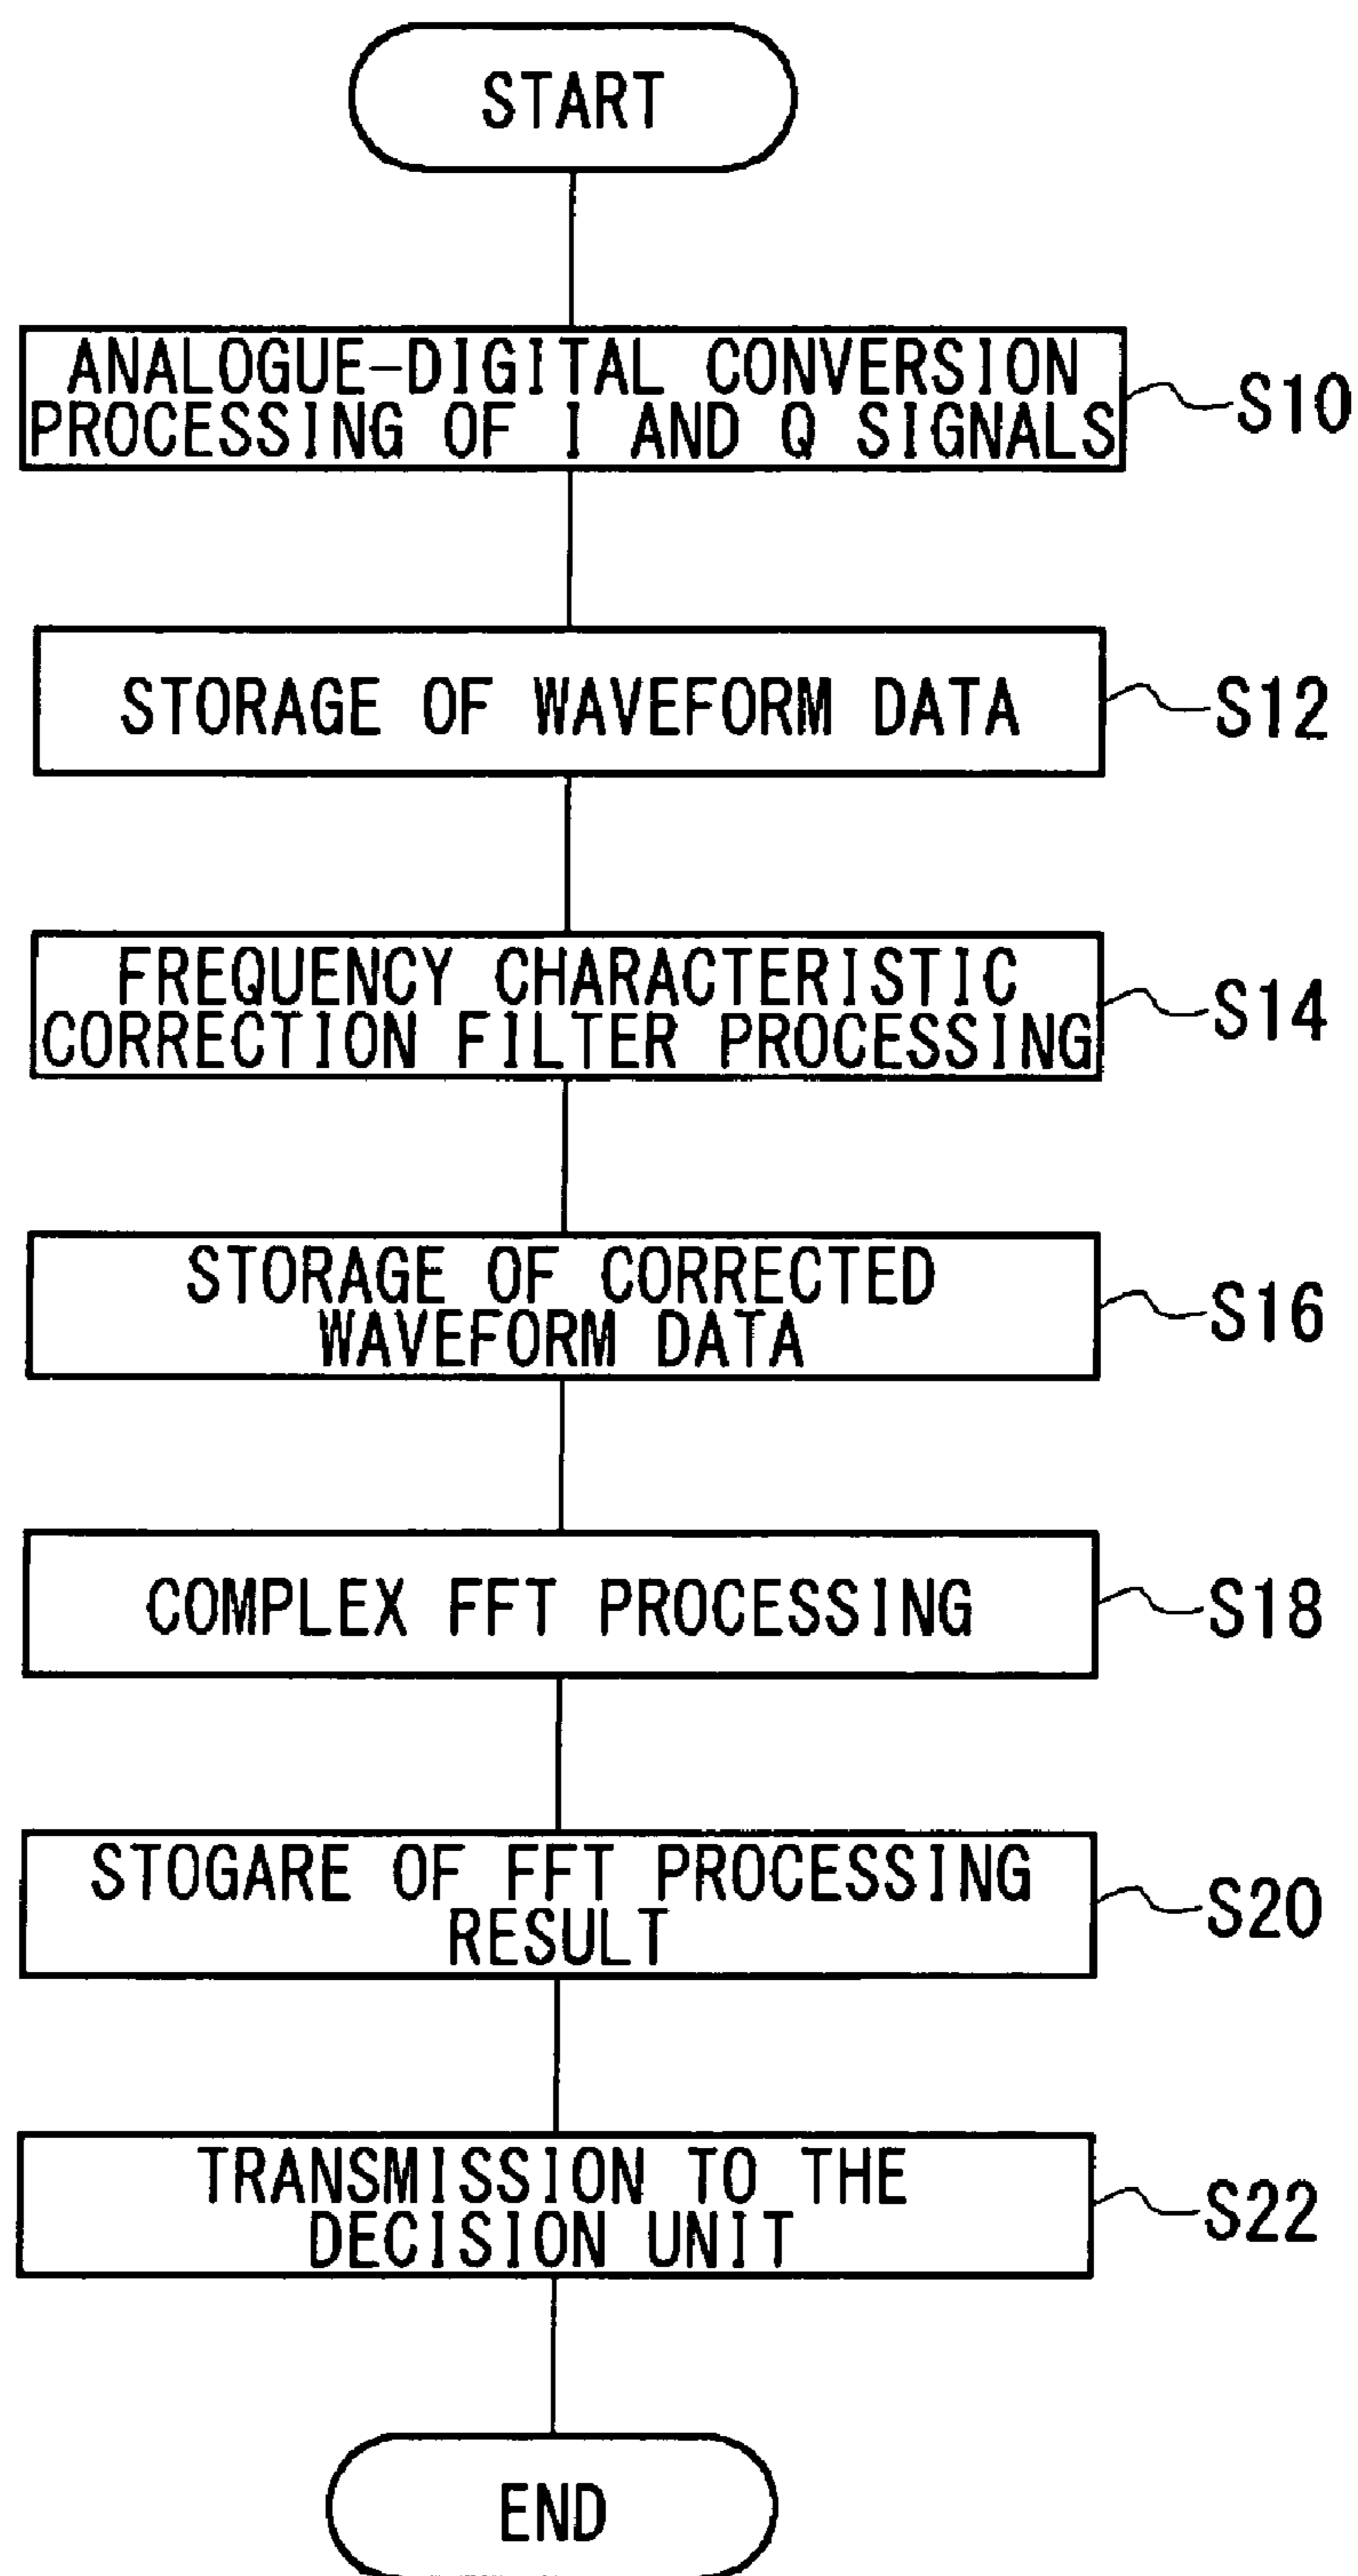 START
ANALOGUE-DIGITAL CONVERSION
PROCESSING OF I AND Q SIGNALS
S10
STORAGE OF WAVEFORM DATA
S12
FREQUENCY CHARACTERISTIC
CORRECTION FILTER PROCESSING
S14
STORAGE OF CORRECTED
WAVEFORM DATA
S16
COMPLEX FFT PROCESSING
S18
STOGARE OF FFT PROCESSING
RESULT
S20
TRANSMISSION TO THE
DECISION UNIT
S22
END